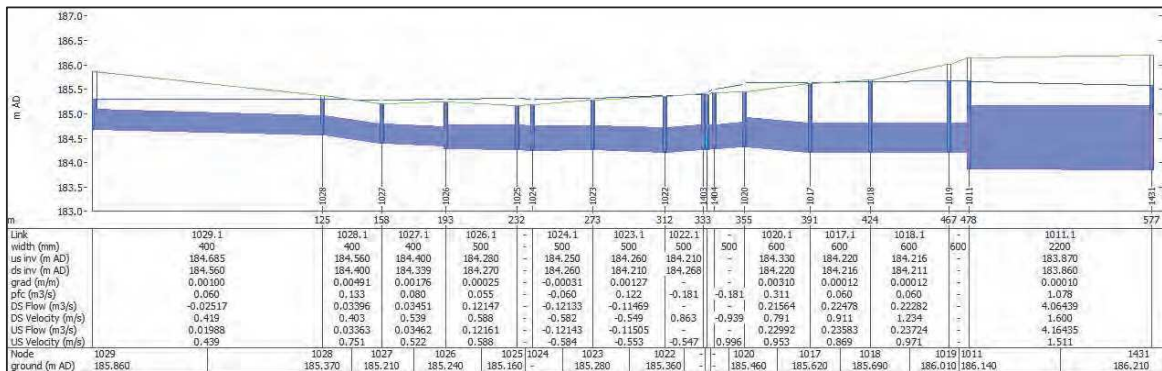 187.0
186.5
186.0
185.5
185.0
184.5
184.0
183.5
183.0
m AD
1028 1027 1026 1025 1024 1023 1022 1403 1404 1020 1017 1018 1019 1011 1431
m 125 158 193 232 273 312 333 355 391 424 467 478 577
Link 1029.1 1028.1 1027.1 1026.1 - 1024.1 1023.1 1022.1 - 1020.1 1017.1 1018.1 - 1011.1
width (mm) 400 400 400 500 - 500 500 500 500 600 600 600 600 2200
us inv (m AD) 184.685 184.560 184.400 184.280 - 184.250 184.260 184.210 - 184.330 184.220 184.216 - 183.870
ds inv (m AD) 184.560 184.400 184.339 184.270 - 184.260 184.210 184.268 - 184.220 184.216 184.211 - 183.860
grad (m/m) 0.00100 0.00491 0.00176 0.00025 - -0.00031 0.00127 - - 0.00310 0.00012 0.00012 - 0.00010
pfc (m3/s) 0.060 0.133 0.080 0.055 - -0.060 0.122 -0.181 -0.181 0.311 0.060 0.060 - 1.078
DS Flow (m3/s) -0.02517 0.03396 0.03451 0.12147 - -0.12133 -0.11469 - - 0.21564 0.22478 0.22282 - 4.06439
DS Velocity (m/s) 0.419 0.403 0.539 0.588 - -0.582 -0.549 0.863 -0.939 0.791 0.911 1.234 - 1.600
US Flow (m3/s) 0.01988 0.03363 0.03462 0.12161 - -0.12143 -0.11505 - - 0.22992 0.23583 0.23724 - 4.16435
US Velocity (m/s) 0.439 0.751 0.522 0.588 - -0.584 -0.553 -0.547 0.996 0.953 0.869 0.971 - 1.511
Node 1029 1028 1027 1026 1025 1024 1023 1022 - - 1020 1017 1018 1019 1011 1431
ground (m AD) 185.860 185.370 185.210 185.240 185.160 - 185.280 185.360 - - 185.460 185.620 185.690 186.010 186.140 186.210